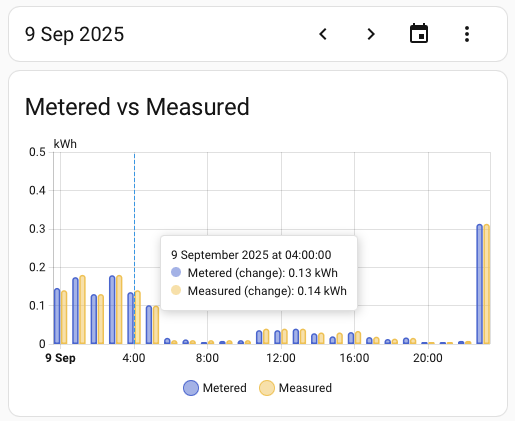 9 Sep 2025
Metered vs Measured
kWh
0.5
0.4
0.3
0.2
0.1
0
9 September 2025 at 04:00:00
Metered (change): 0.13 kWh
Measured (change): 0.14 kWh
9 Sep 4:00 8:00 12:00 16:00 20:00
Metered Measured